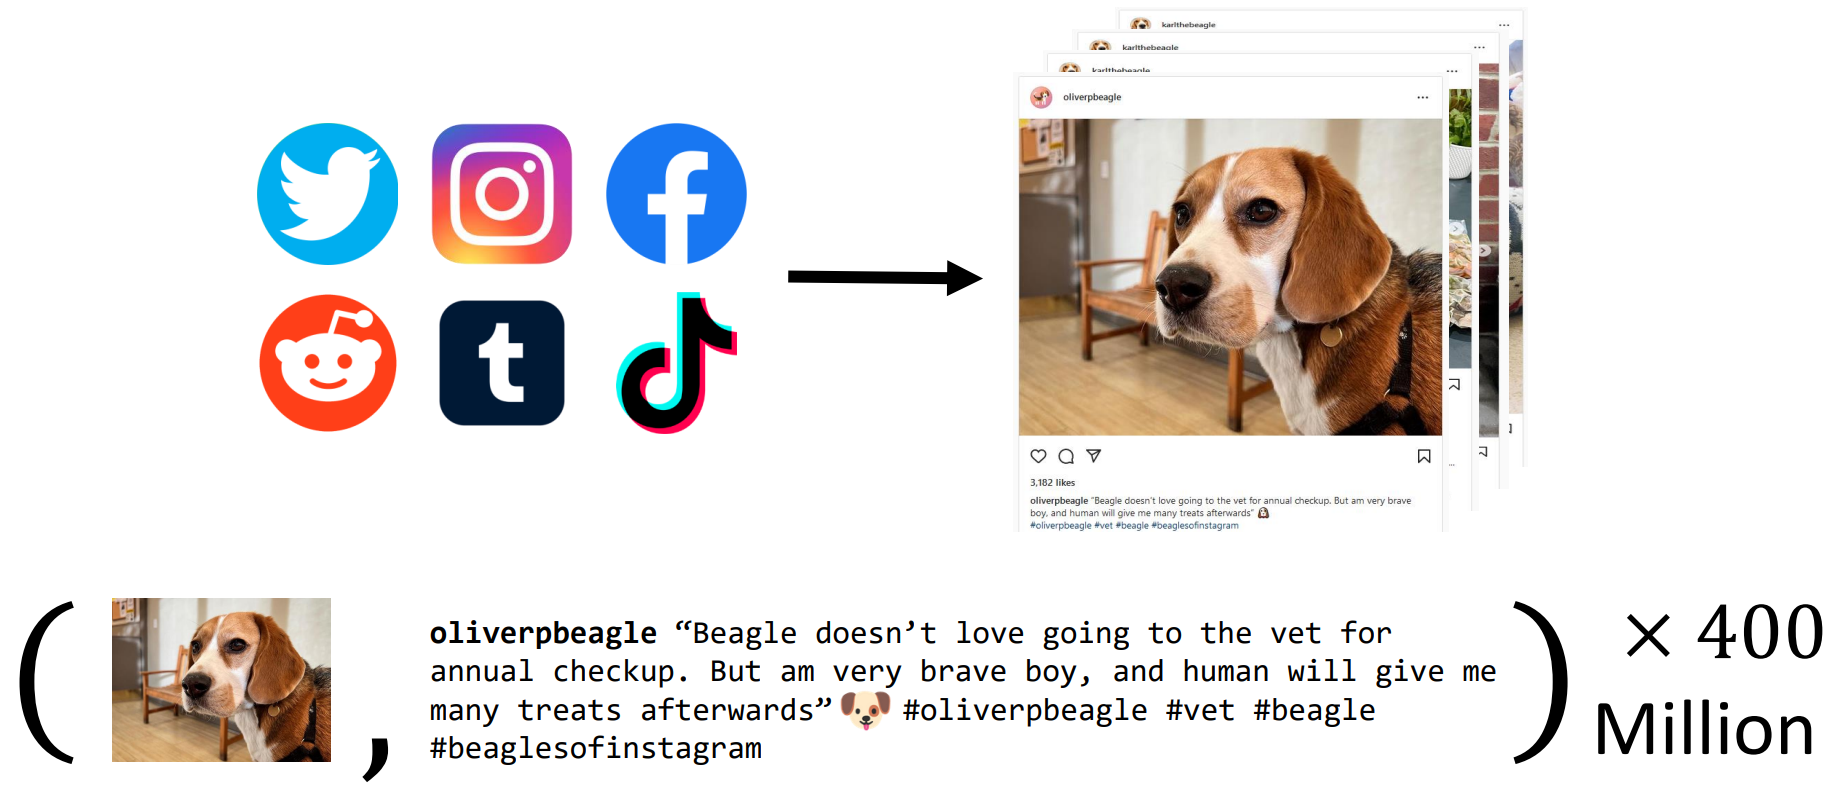 karlthebeagle
karlthebeagle
karlthebeagle
oliverpbeagle
3,182 likes
oliverpbeagle "Beagle doesn't love going to the vet for annual checkup. But am very brave
boy, and human will give me many treats afterwards"
#oliverpbeagle #vet #beagle #beaglesofinstagram
( , oliverpbeagle “Beagle doesn’t love going to the vet for
annual checkup. But am very brave boy, and human will give me
many treats afterwards” #oliverpbeagle #vet #beagle
#beaglesofinstagram )
× 400
Million